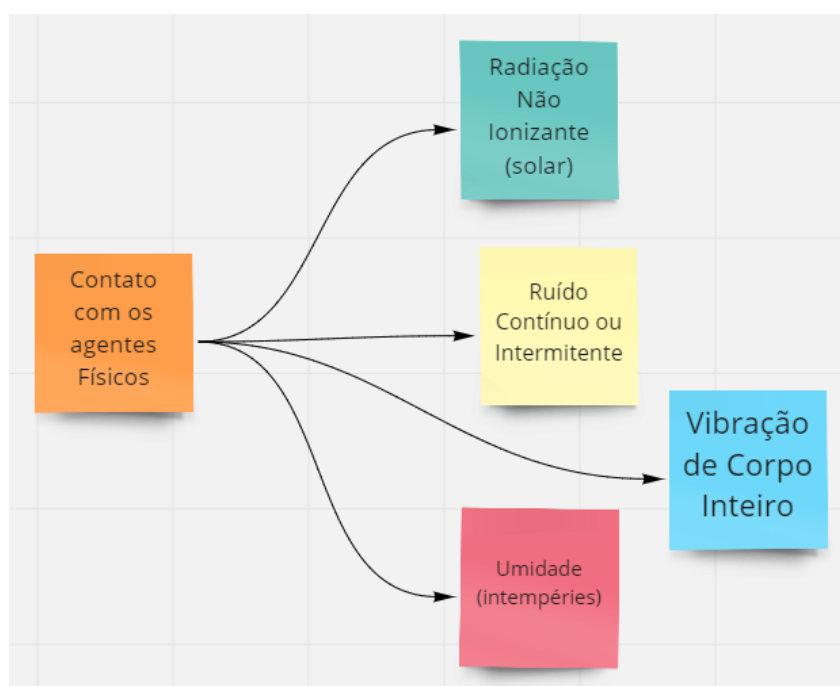 Radiação
Não
Ionizante
(solar)
Contato
com os
agentes
Físicos
Ruído
Contínuo ou
Intermitente
Vibração
de Corpo
Inteiro
Umidade
(intempéries)